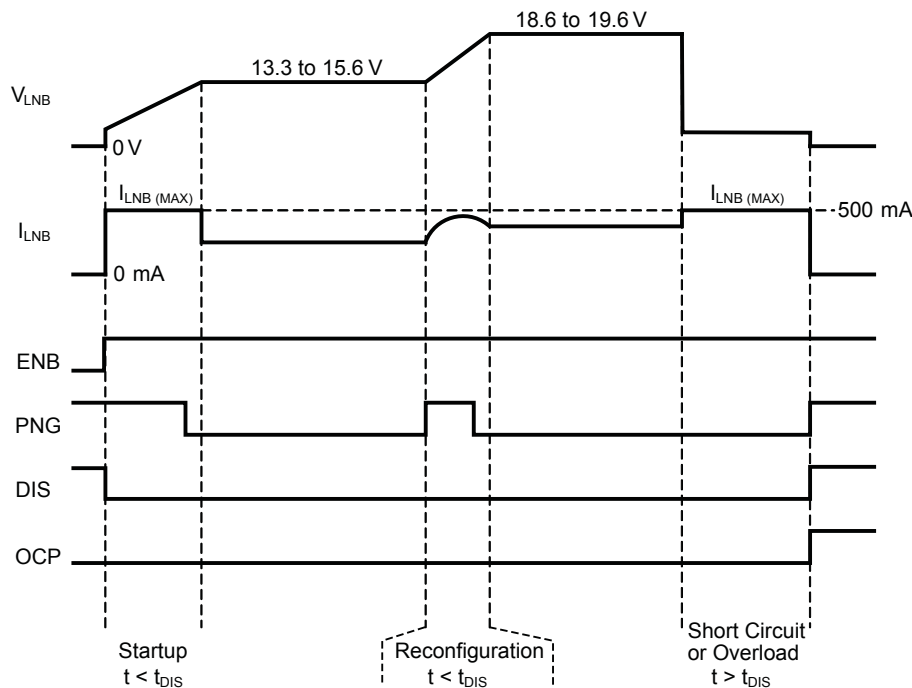 18.6 to 19.6 V
13.3 to 15.6 V
VLNB
0 V
ILNB (MAX)
ILNB (MAX)
500 mA
ILNB
0 mA
ENB
PNG
DIS
OCP
Startup
t < tDIS
Reconfiguration
t < tDIS
Short Circuit
or Overload
t > tDIS